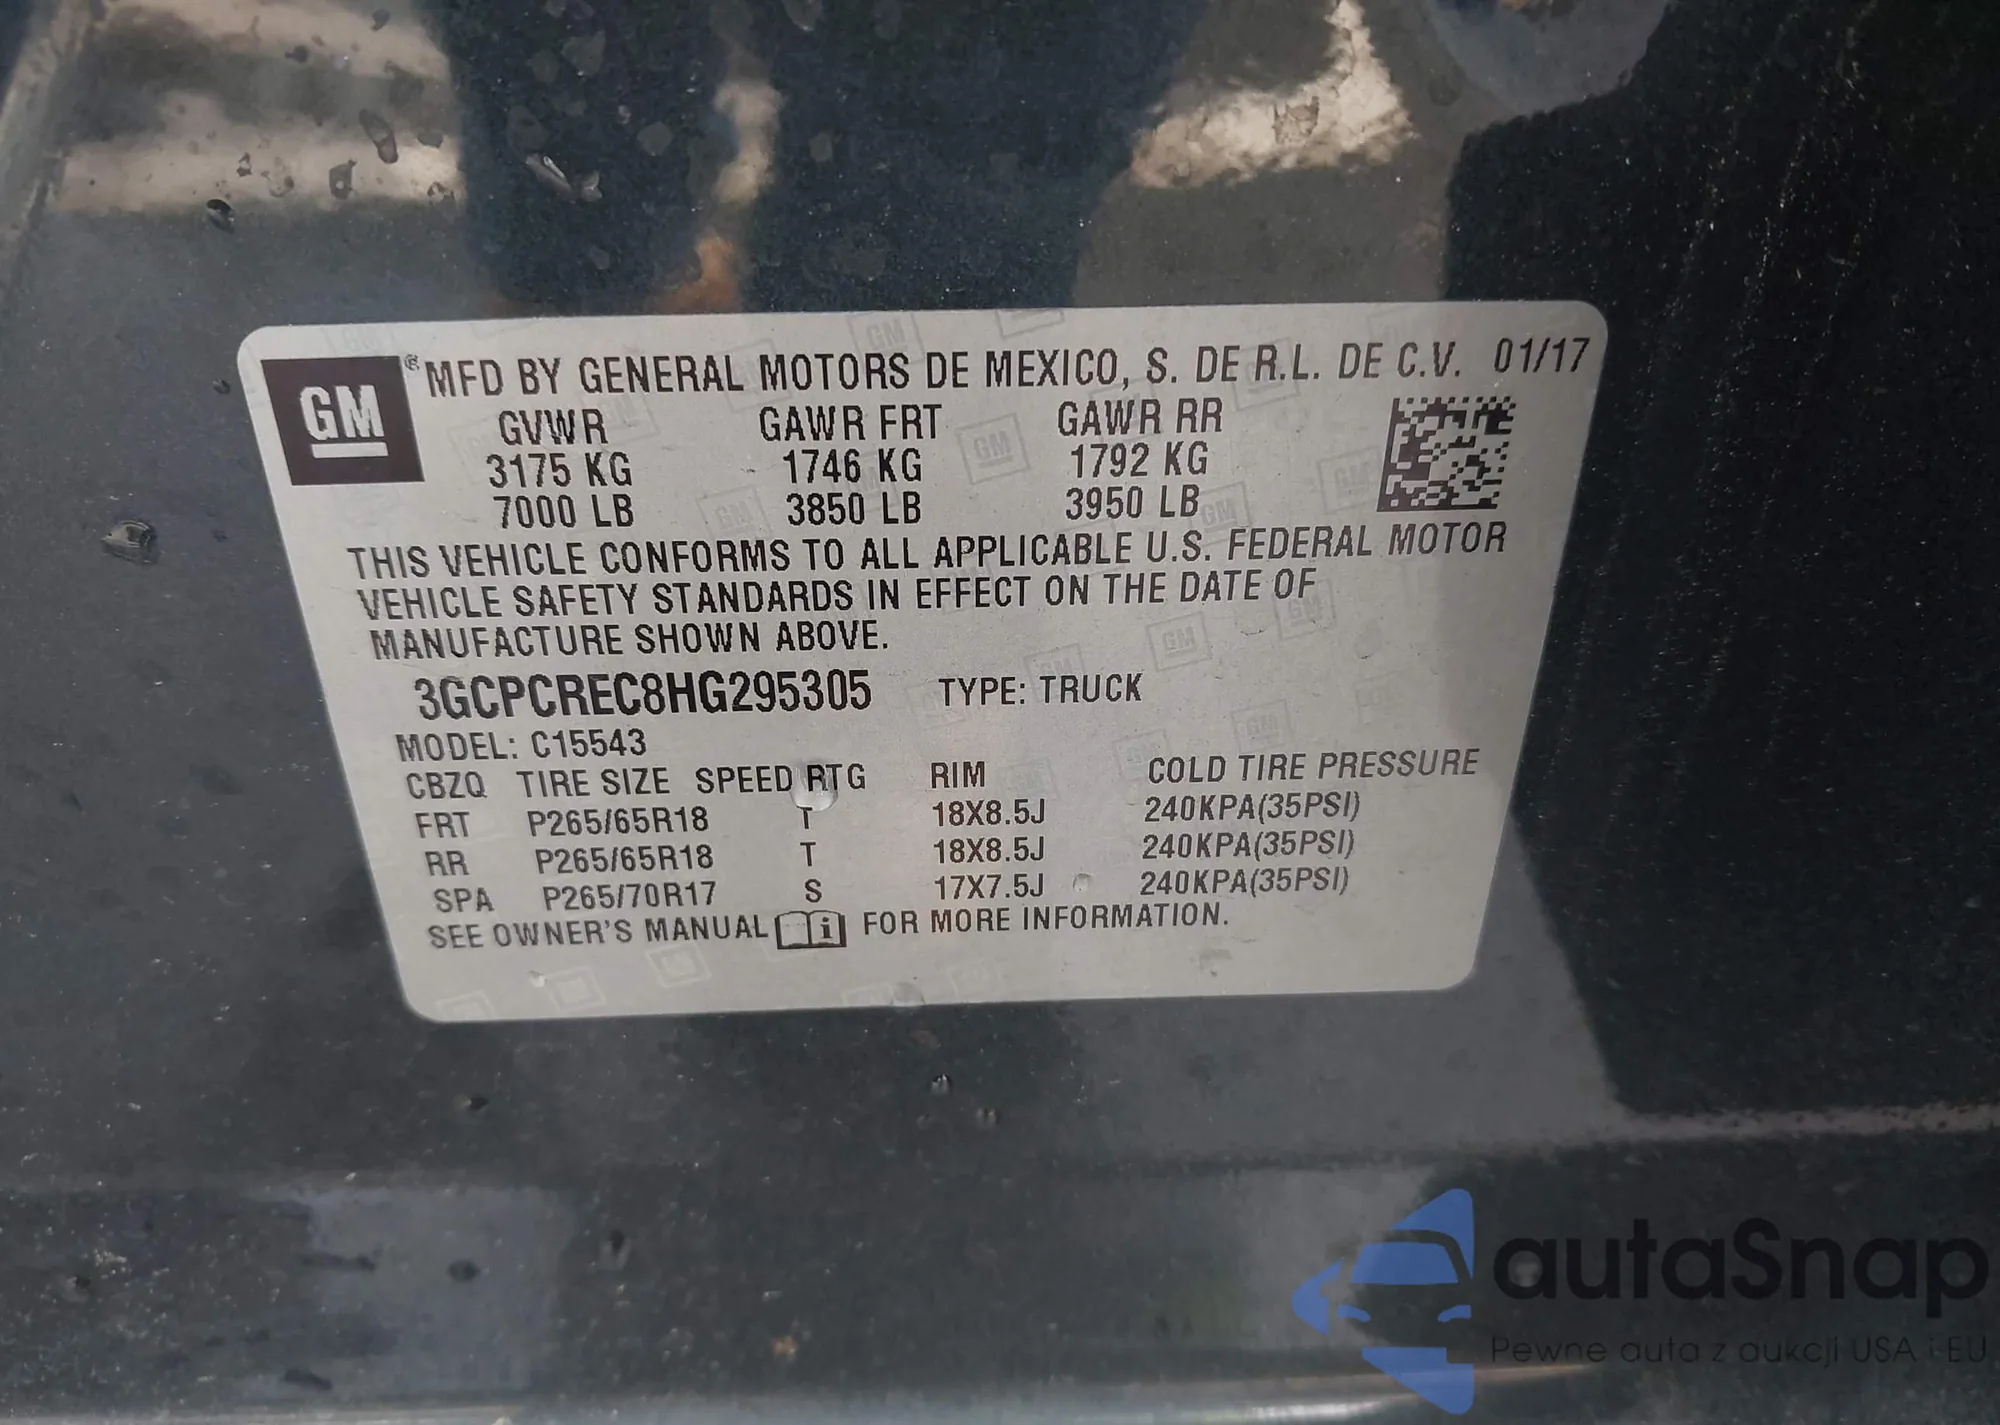 GM ® MFD BY GENERAL MOTORS DE MEXICO, S. DE R.L. DE C.V. 01/17
GVWR GAWR FRT GAWR RR
3175 KG 1746 KG 1792 KG
7000 LB 3850 LB 3950 LB
THIS VEHICLE CONFORMS TO ALL APPLICABLE U.S. FEDERAL MOTOR
VEHICLE SAFETY STANDARDS IN EFFECT ON THE DATE OF
MANUFACTURE SHOWN ABOVE.
3GCPCREC8HG295305 TYPE: TRUCK
MODEL: C15543
CBZQ TIRE SIZE SPEED RTG RIM COLD TIRE PRESSURE
FRT P265/65R18 T 18X8.5J 240KPA(35PSI)
RR P265/65R18 T 18X8.5J 240KPA(35PSI)
SPA P265/70R17 S 17X7.5J 240KPA(35PSI)
SEE OWNER'S MANUAL i FOR MORE INFORMATION.
autaSnap
Pewne auta z aukcji USA i EU